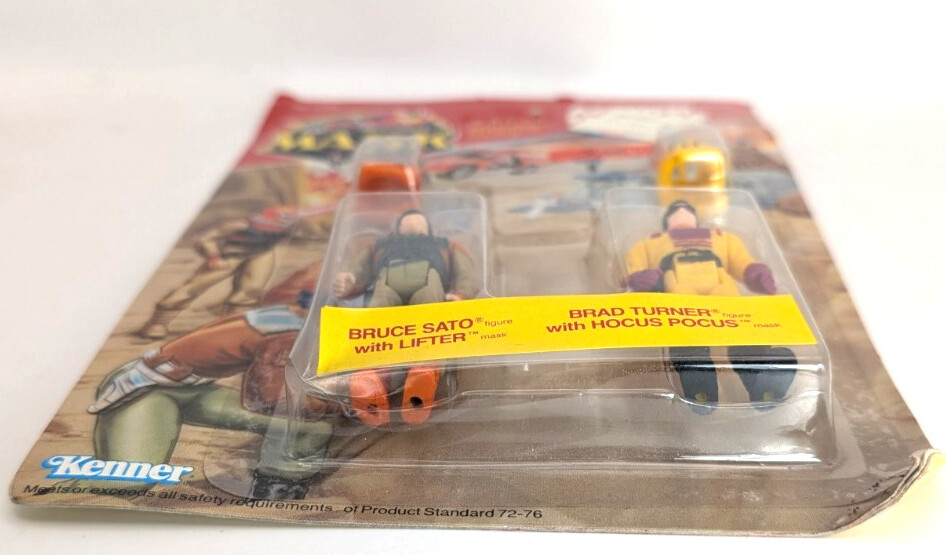 MASK
BRUCE SATO® figure
with LIFTER™ mask
BRAD TURNER® figure
with HOCUS POCUS™ mask
Kenner
Meets or exceeds all safety requirements of Product Standard 72-76